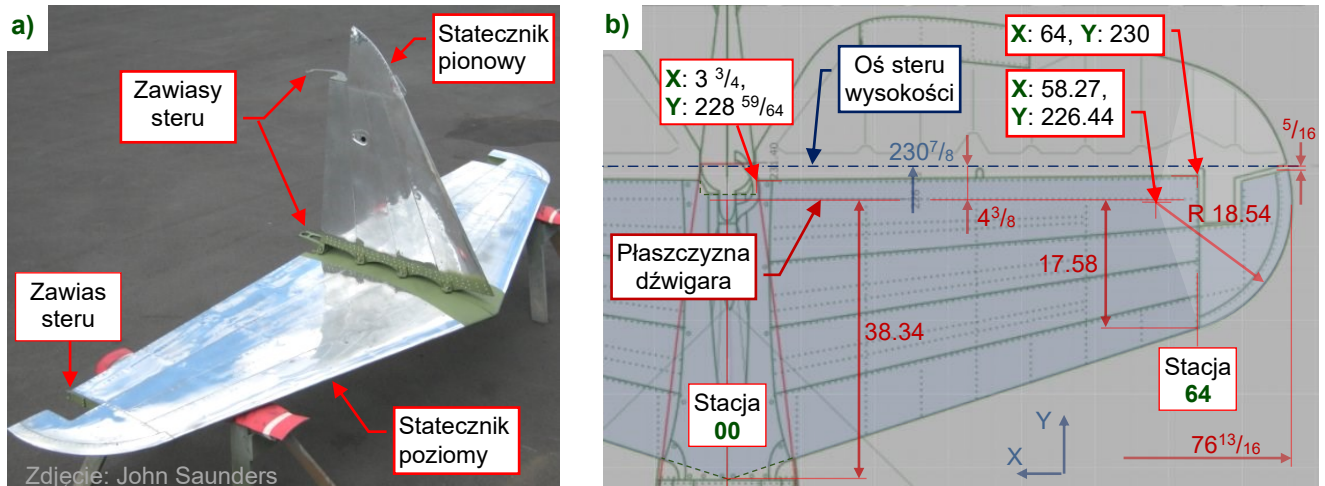 a)
Statecznik
pionowy
Zawiasy
steru
Zawias
steru
Statecznik
poziomy
Zdjęcie: John Saunders
b)
X: 3 3/4,
Y: 228 59/64
Oś steru
wysokości
X: 64, Y: 230
X: 58.27,
Y: 226.44
5/16
230 7/8
4 3/8
R 18.54
Płaszczyzna
dźwigara
17.58
38.34
Stacja
00
Stacja
64
Y
X
76 13/16